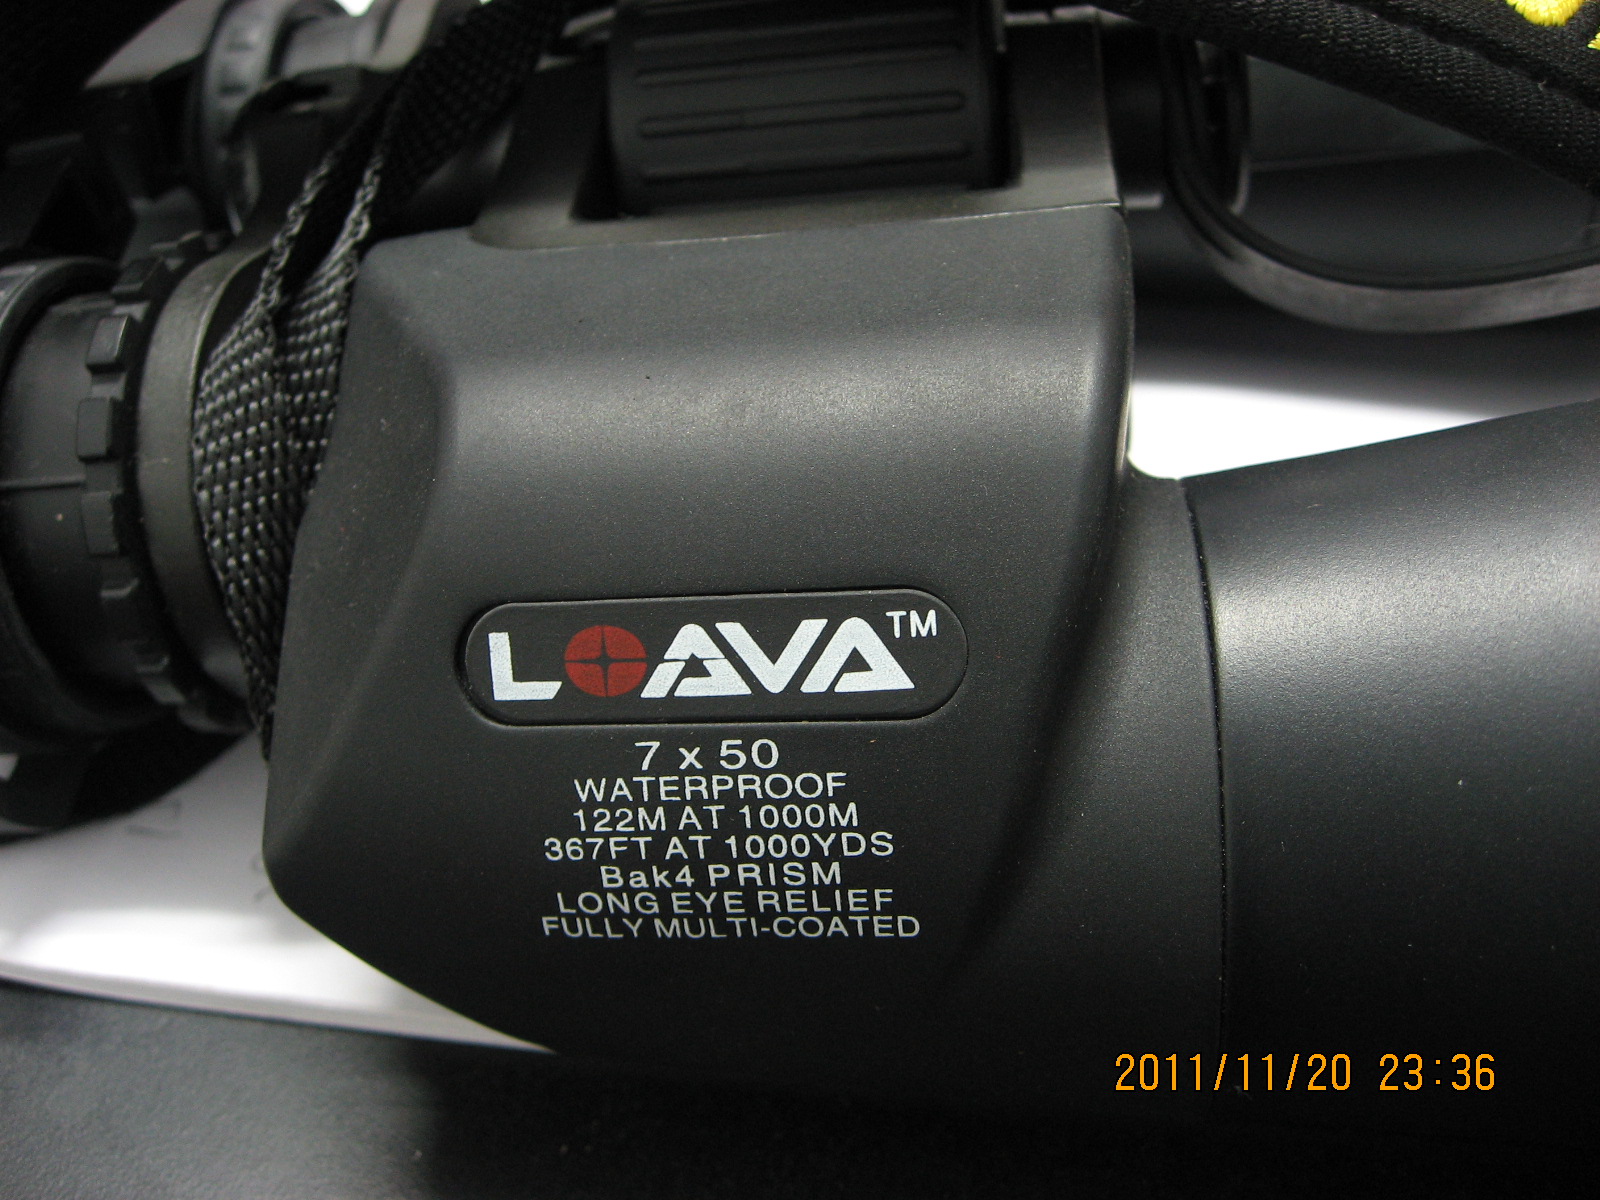 LOAVA™
7 x 50
WATERPROOF
122M AT 1000M
367FT AT 1000YDS
Bak4 PRISM
LONG EYE RELIEF
FULLY MULTI-COATED
2011/11/20 23:36